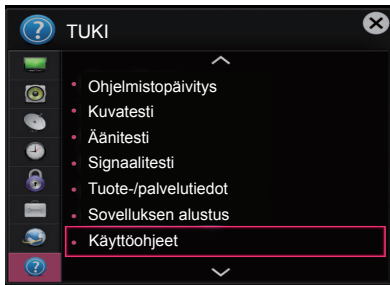 TUKI
Ohjelmistopäivitys
Kuvatesti
Äänitesti
Signaalitesti
Tuote-/palvelutiedot
Sovelluksen alustus
Käyttöohjeet